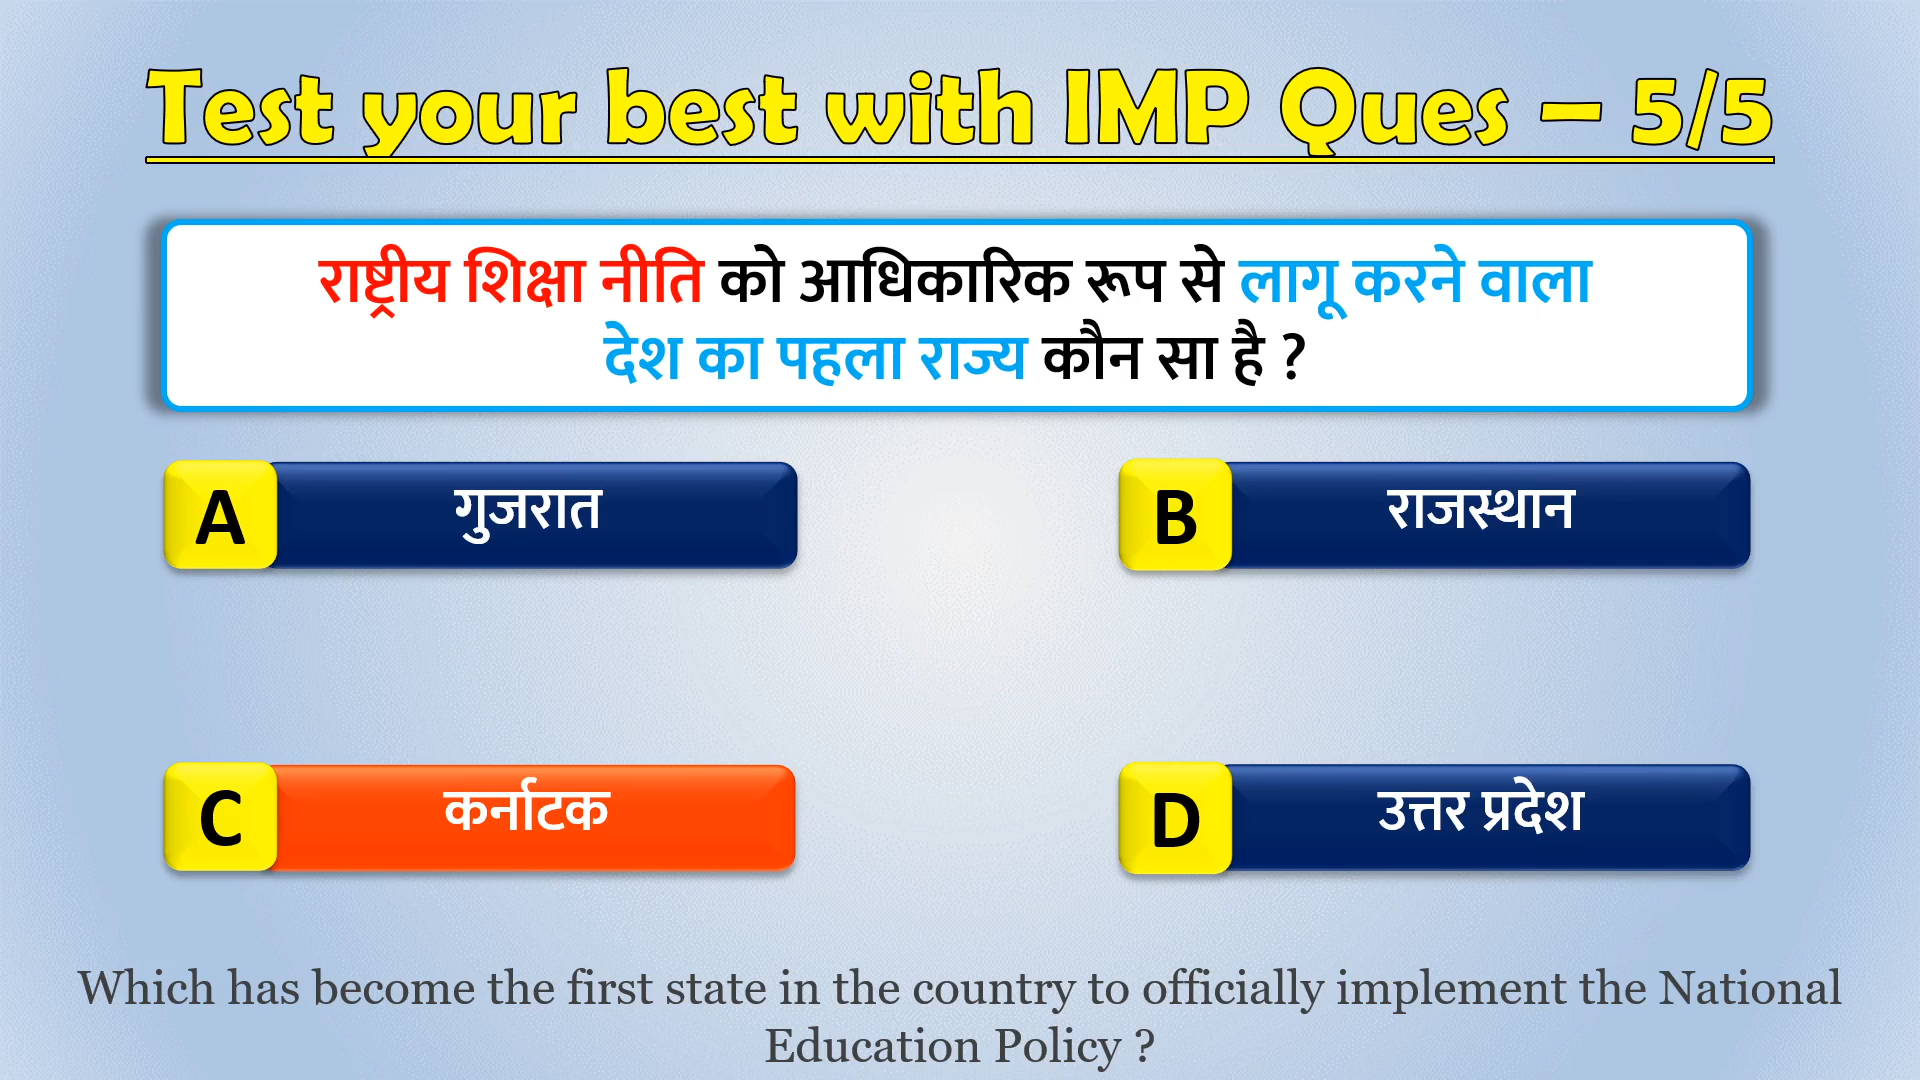 Test your best with IMP Ques – 5/5
राष्ट्रीय शिक्षा नीति को आधिकारिक रूप से लागू करने वाला
देश का पहला राज्य कौन सा है ?
A गुजरात
B राजस्थान
C कर्नाटक
D उत्तर प्रदेश
Which has become the first state in the country to officially implement the National
Education Policy ?